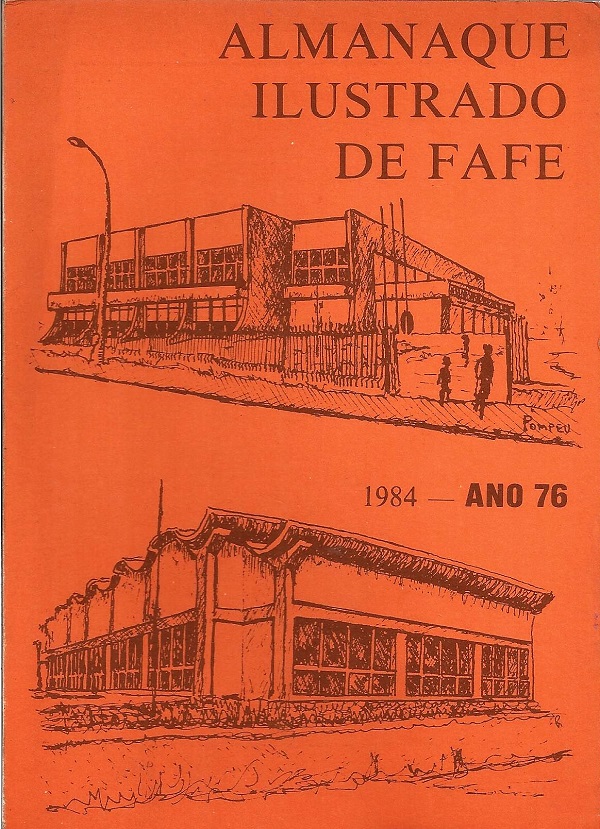 ALMANAQUE
ILUSTRADO
DE FAFE
POMPEU
1984 — ANO 76